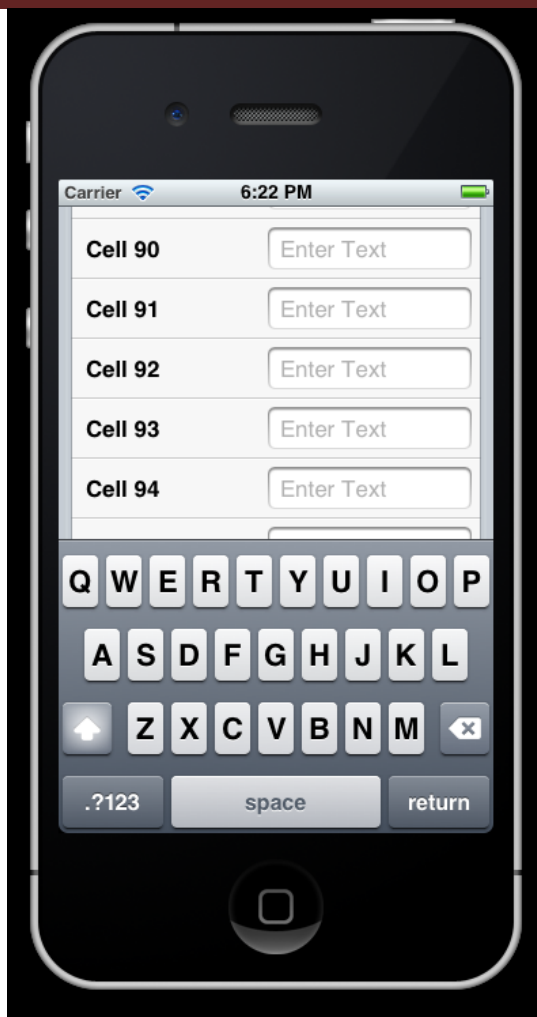 Carrier 6:22 PM
Cell 90 Enter Text
Cell 91 Enter Text
Cell 92 Enter Text
Cell 93 Enter Text
Cell 94 Enter Text
Q W E R T Y U I O P
A S D F G H J K L
Z X C V B N M
.?123 space return